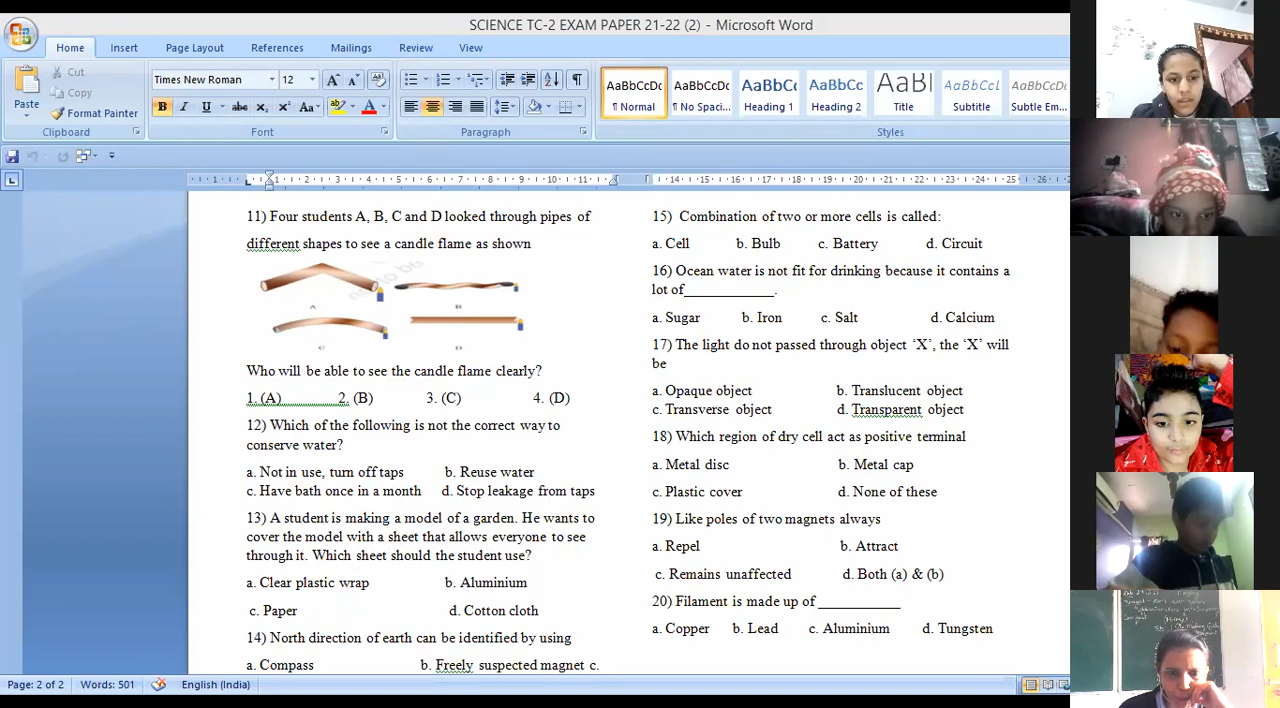 SCIENCE TC-2 EXAM PAPER 21-22 (2) - Microsoft Word
Home Insert Page Layout References Mailings Review View
Paste
Cut
Copy
Format Painter
Clipboard
Times New Roman 12
B I U abc x₂ x² Aa
Font
Paragraph
AaBbCcDc AaBbCcDc AaBbCc AaBbCc AaBl AaBbCcl AaBbCcDc
¶ Normal ¶ No Spaci... Heading 1 Heading 2 Title Subtitle Subtle Em...
Styles
11) Four students A, B, C and D looked through pipes of
different shapes to see a candle flame as shown
A B
C D
Who will be able to see the candle flame clearly?
1. (A) 2. (B) 3. (C) 4. (D)
12) Which of the following is not the correct way to
conserve water?
a. Not in use, turn off taps b. Reuse water
c. Have bath once in a month d. Stop leakage from taps
13) A student is making a model of a garden. He wants to
cover the model with a sheet that allows everyone to see
through it. Which sheet should the student use?
a. Clear plastic wrap b. Aluminium
c. Paper d. Cotton cloth
14) North direction of earth can be identified by using
a. Compass b. Freely suspected magnet c.
15) Combination of two or more cells is called:
a. Cell b. Bulb c. Battery d. Circuit
16) Ocean water is not fit for drinking because it contains a
lot of____________.
a. Sugar b. Iron c. Salt d. Calcium
17) The light do not passed through object ‘X’, the ‘X’ will
be
a. Opaque object b. Translucent object
c. Transverse object d. Transparent object
18) Which region of dry cell act as positive terminal
a. Metal disc b. Metal cap
c. Plastic cover d. None of these
19) Like poles of two magnets always
a. Repel b. Attract
c. Remains unaffected d. Both (a) & (b)
20) Filament is made up of ___________
a. Copper b. Lead c. Aluminium d. Tungsten
Page: 2 of 2 Words: 501 English (India)